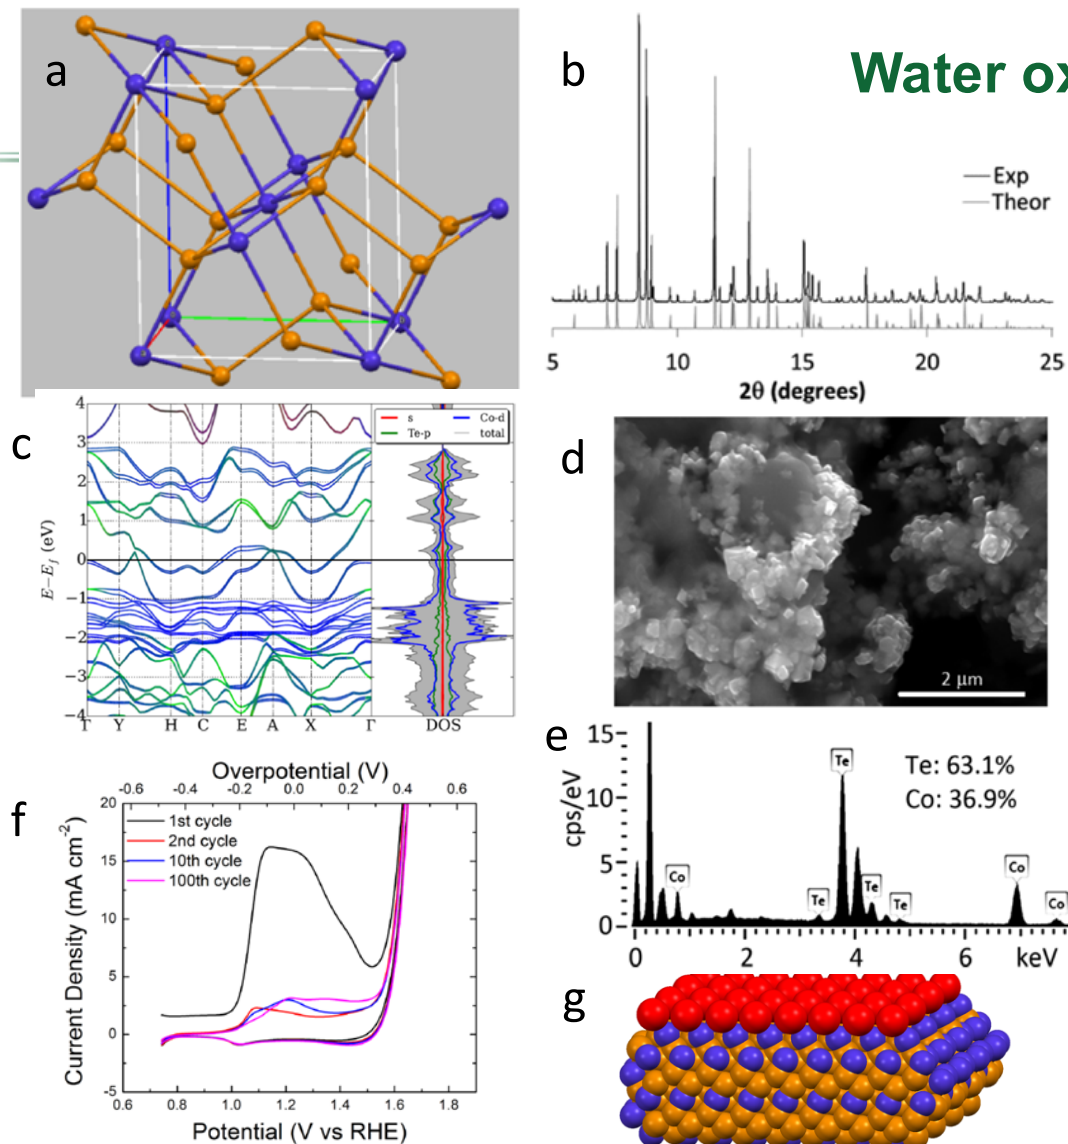 a
b
Water ox
Exp
Theor
5 10 15 20 25
2θ (degrees)
c
4
3
2
1
0
−1
−2
−3
−4
E−E_f (eV)
s
Te-p
Co-d
total
Γ Y H C E A X Γ DOS
d
2 μm
e
15
10
5
0
cps/eV
Te: 63.1%
Co: 36.9%
Co Te Te Te Te Co Co
0 2 4 6 keV
f
Overpotential (V)
-0.6 -0.4 -0.2 0.0 0.2 0.4 0.6
20
15
10
5
0
-5
Current Density (mA cm⁻²)
1st cycle
2nd cycle
10th cycle
100th cycle
0.6 0.8 1.0 1.2 1.4 1.6 1.8
Potential (V vs RHE)
g